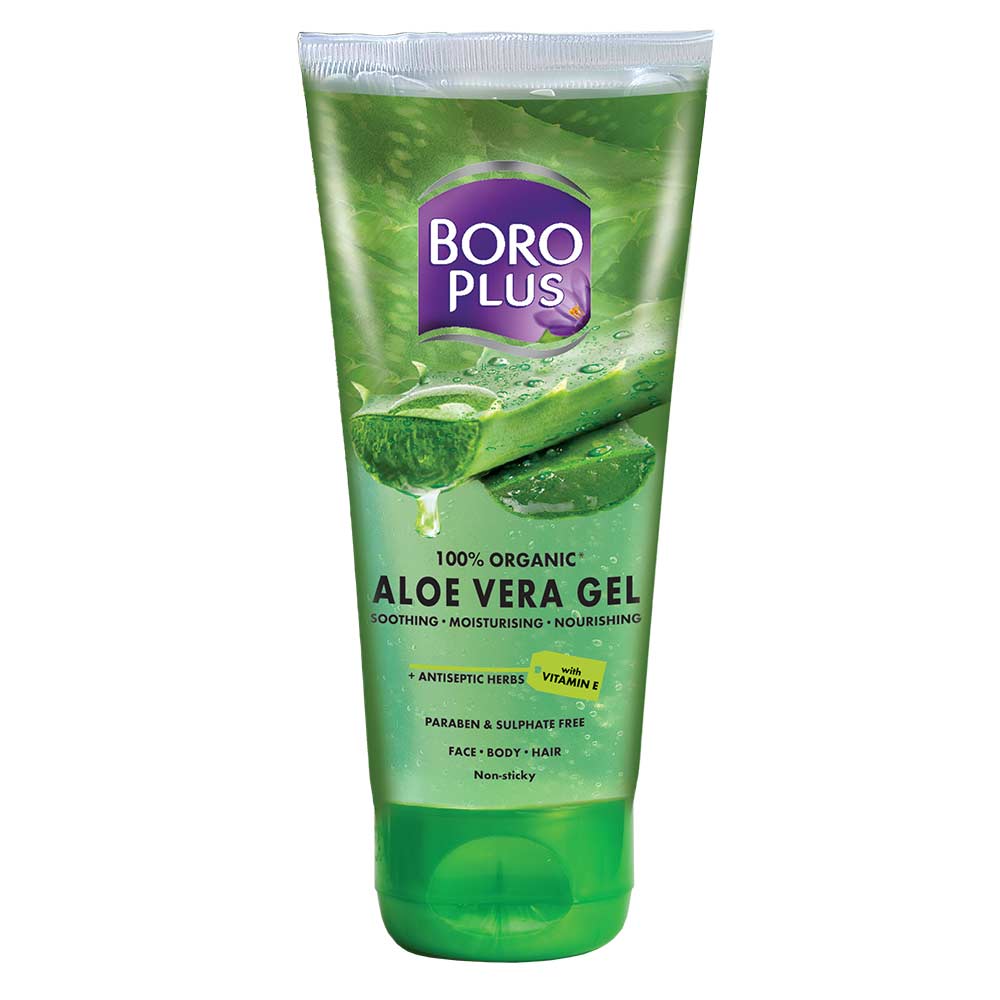 BORO
PLUS
100% ORGANIC*
ALOE VERA GEL
SOOTHING • MOISTURISING • NOURISHING
+ ANTISEPTIC HERBS
with
VITAMIN E
PARABEN & SULPHATE FREE
FACE • BODY • HAIR
Non-sticky